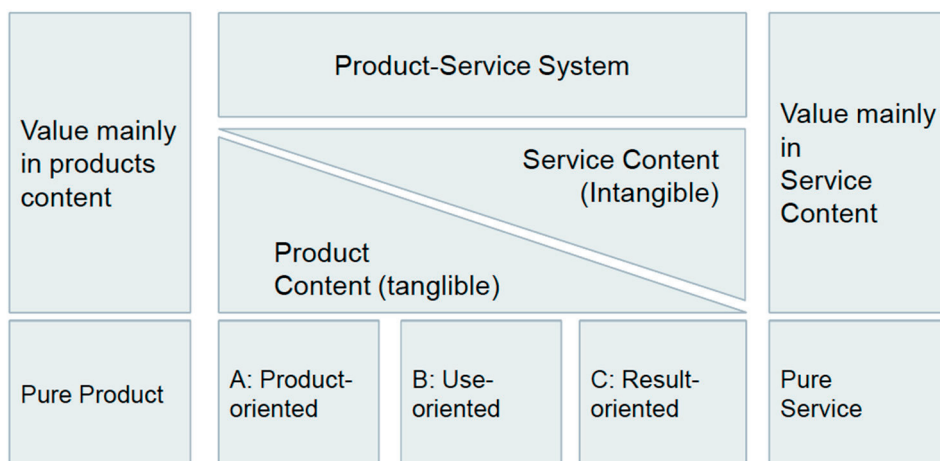 Value mainly
in products
content
Product-Service System
Service Content
(Intangible)
Product
Content (tanglible)
Value mainly
in
Service
Content
Pure Product
A: Product-
oriented
B: Use-
oriented
C: Result-
oriented
Pure
Service